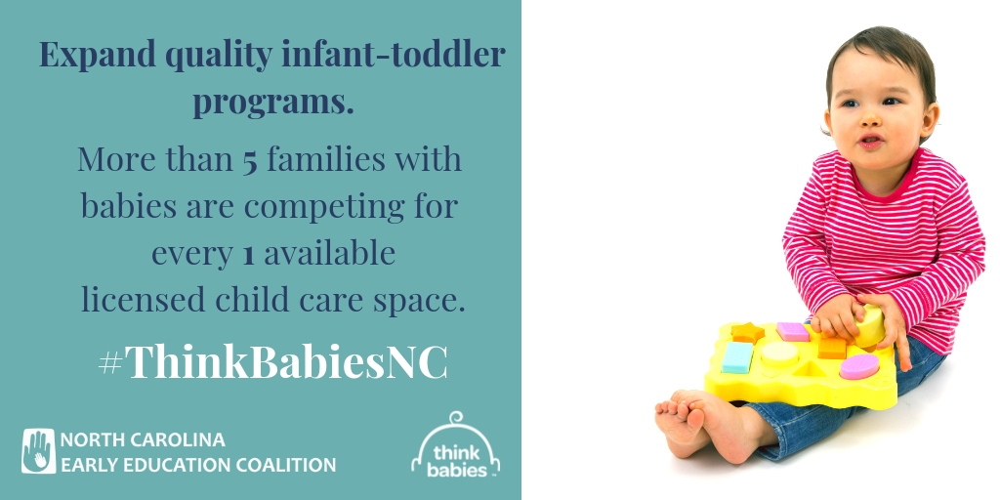 Expand quality infant-toddler
programs.
More than 5 families with
babies are competing for
every 1 available
licensed child care space.
#ThinkBabiesNC
NORTH CAROLINA
EARLY EDUCATION COALITION
think
babies™